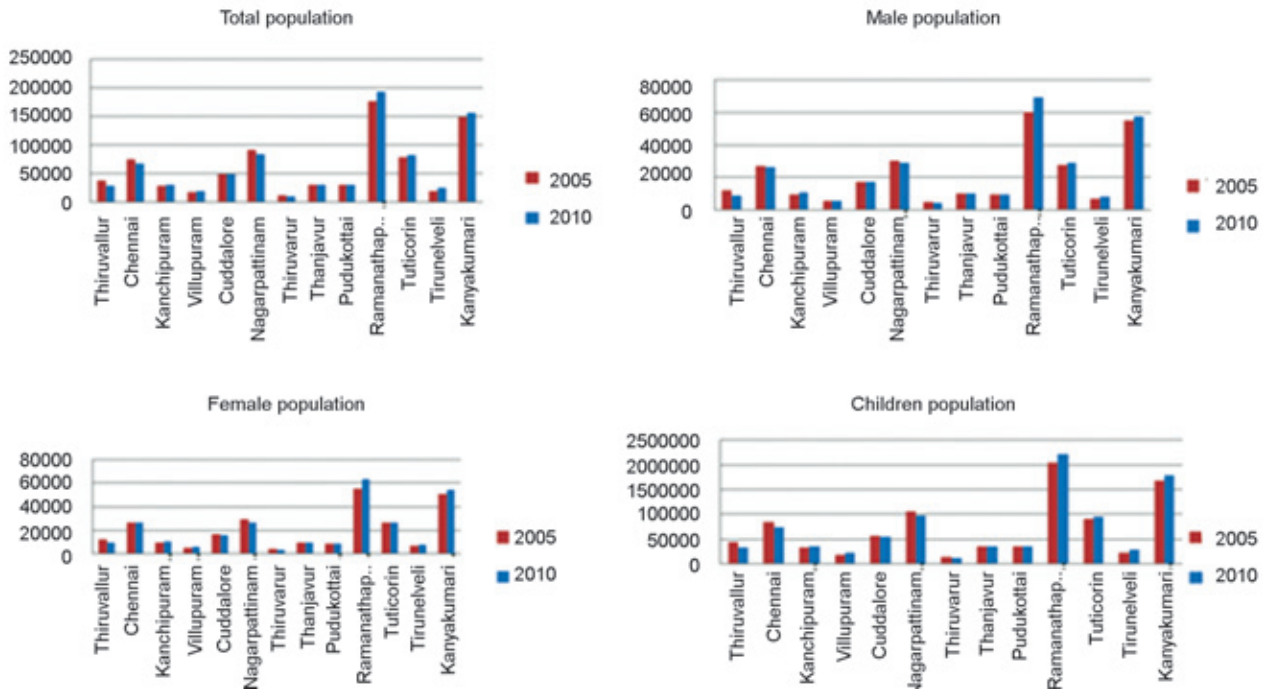 Total population
250000
200000
150000
100000
50000
0
Thiruvallur
Chennai
Kanchipuram
Villupuram
Cuddalore
Nagarpattinam
Thiruvarur
Thanjavur
Pudukottai
Ramanathap..
Tuticorin
Tirunelveli
Kanyakumari
2005
2010
Male population
80000
60000
40000
20000
0
Thiruvallur
Chennai
Kanchipuram
Villupuram
Cuddalore
Nagarpattinam
Thiruvarur
Thanjavur
Pudukottai
Ramanathap..
Tuticorin
Tirunelveli
Kanyakumari
2005
2010
Female population
80000
60000
40000
20000
0
Thiruvallur
Chennai
Kanchipuram
Villupuram
Cuddalore
Nagarpattinam
Thiruvarur
Thanjavur
Pudukottai
Ramanathap..
Tuticorin
Tirunelveli
Kanyakumari
2005
2010
Children population
2500000
2000000
1500000
1000000
50000
0
Thiruvallur
Chennai
Kanchipuram
Villupuram
Cuddalore
Nagarpattinam
Thiruvarur
Thanjavur
Pudukottai
Ramanathap..
Tuticorin
Tirunelveli
Kanyakumari
2005
2010